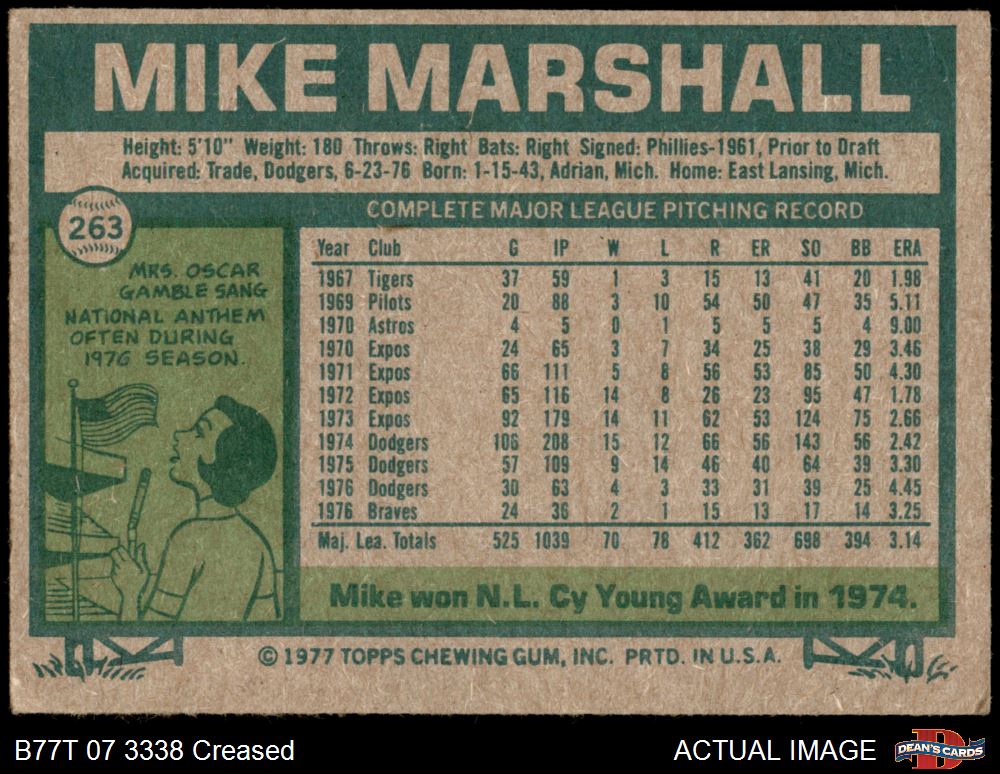 MIKE MARSHALL
Height: 5'10" Weight: 180 Throws: Right Bats: Right Signed: Phillies-1961, Prior to Draft
Acquired: Trade, Dodgers, 6-23-76 Born: 1-15-43, Adrian, Mich. Home: East Lansing, Mich.
263
MRS. OSCAR
GAMBLE SANG
NATIONAL ANTHEM
OFTEN DURING
1976 SEASON.
COMPLETE MAJOR LEAGUE PITCHING RECORD
Year Club G IP W L R ER SO BB ERA
1967 Tigers 37 59 1 3 15 13 41 20 1.98
1969 Pilots 20 88 3 10 54 50 47 35 5.11
1970 Astros 4 5 0 1 5 5 5 4 9.00
1970 Expos 24 65 3 7 34 25 38 29 3.46
1971 Expos 66 111 5 8 56 53 85 50 4.30
1972 Expos 65 116 14 8 26 23 95 47 1.78
1973 Expos 92 179 14 11 62 53 124 75 2.66
1974 Dodgers 106 208 15 12 66 56 143 56 2.42
1975 Dodgers 57 109 9 14 46 40 64 39 3.30
1976 Dodgers 30 63 4 3 33 31 39 25 4.45
1976 Braves 24 36 2 1 15 13 17 14 3.25
Maj. Lea. Totals 525 1039 70 78 412 362 698 394 3.14
Mike won N.L. Cy Young Award in 1974.
© 1977 TOPPS CHEWING GUM, INC. PRTD. IN U.S.A.
B77T 07 3338 Creased
ACTUAL IMAGE
D
DEAN'S CARDS